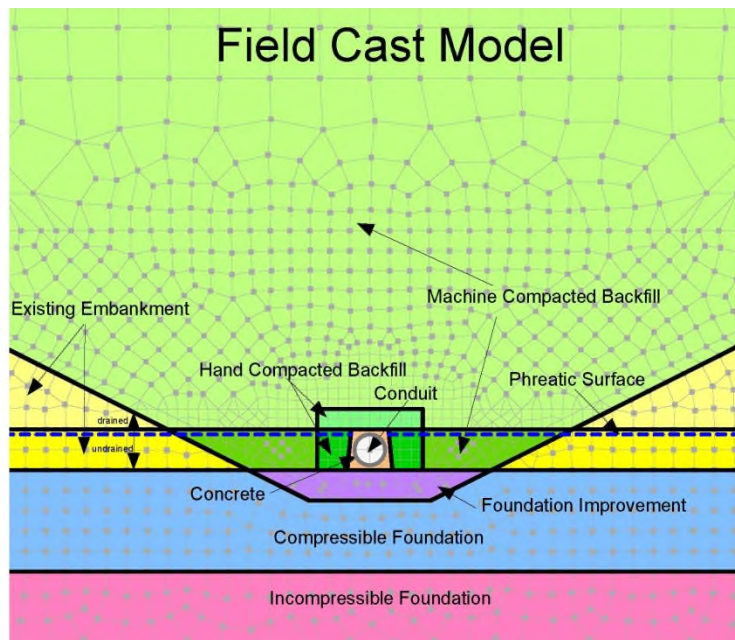 Field Cast Model
Existing Embankment
Machine Compacted Backfill
Hand Compacted Backfill
Conduit
Phreatic Surface
drained
undrained
Concrete
Foundation Improvement
Compressible Foundation
Incompressible Foundation